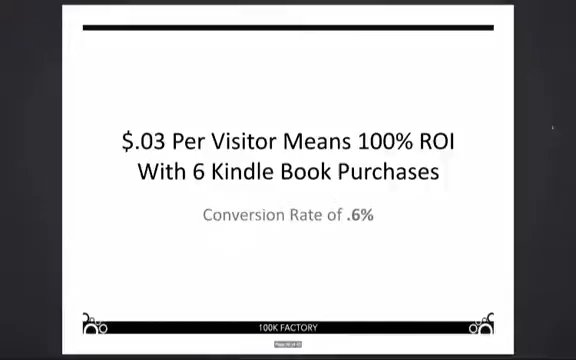 $.03 Per Visitor Means 100% ROI
With 6 Kindle Book Purchases
Conversion Rate of .6%
100K FACTORY